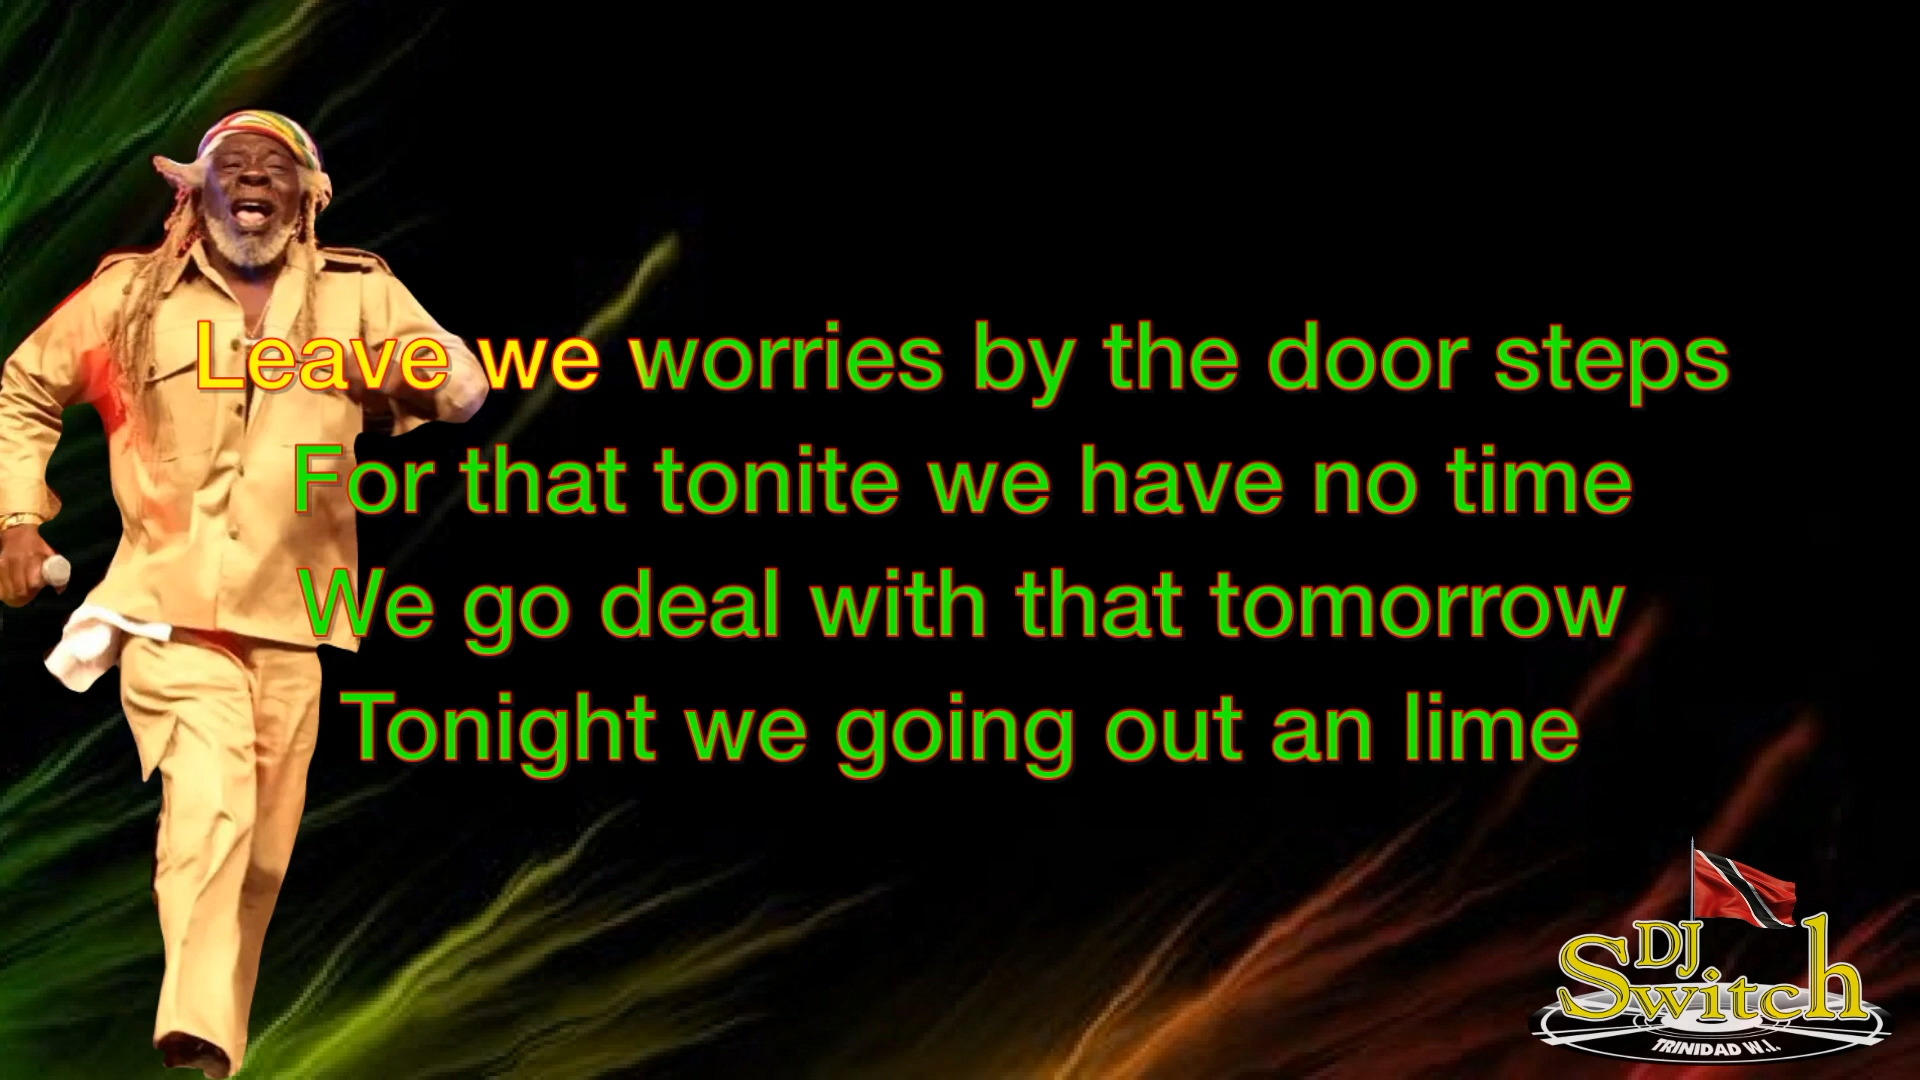 Leave we worries by the door steps
For that tonite we have no time
We go deal with that tomorrow
Tonight we going out an lime
DJ
Switch
TRINIDAD W.I.